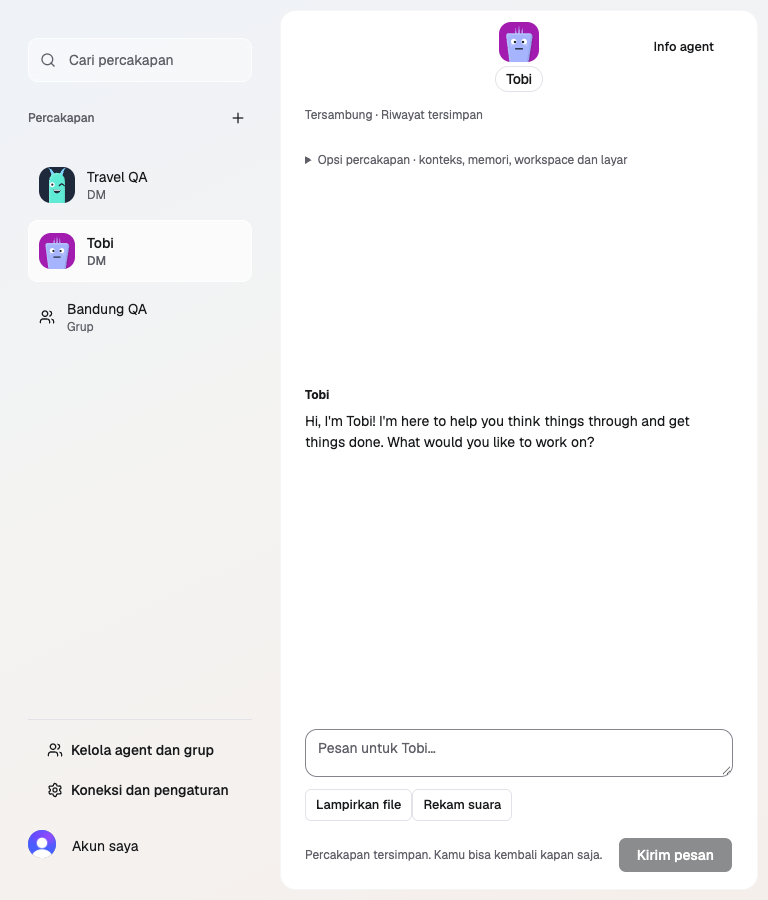 Cari percakapan
Percakapan
Travel QA
DM
Tobi
DM
Bandung QA
Grup
Kelola agent dan grup
Koneksi dan pengaturan
Akun saya
Tobi
Info agent
Tersambung · Riwayat tersimpan
Opsi percakapan · konteks, memori, workspace dan layar
Tobi
Hi, I'm Tobi! I'm here to help you think things through and get
things done. What would you like to work on?
Pesan untuk Tobi...
Lampirkan file
Rekam suara
Percakapan tersimpan. Kamu bisa kembali kapan saja.
Kirim pesan